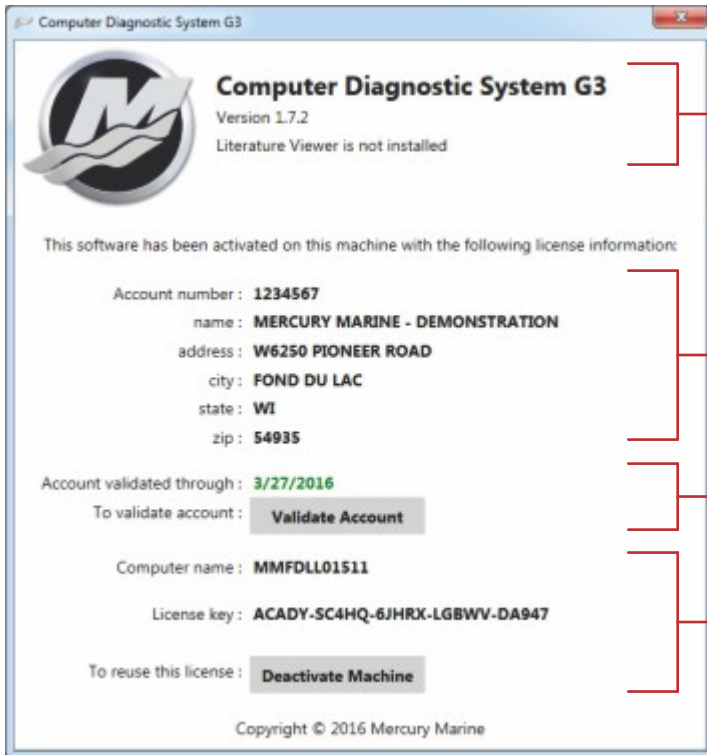 Computer Diagnostic System G3
Computer Diagnostic System G3
Version 1.7.2
Literature Viewer is not installed
This software has been activated on this machine with the following license information:
Account number : 1234567
name : MERCURY MARINE - DEMONSTRATION
address : W6250 PIONEER ROAD
city : FOND DU LAC
state : WI
zip : 54935
Account validated through : 3/27/2016
To validate account : Validate Account
Computer name : MMFDLL01511
License key : ACADY-SC4HQ-6JHRX-LGBWV-DA947
To reuse this license : Deactivate Machine
Copyright © 2016 Mercury Marine